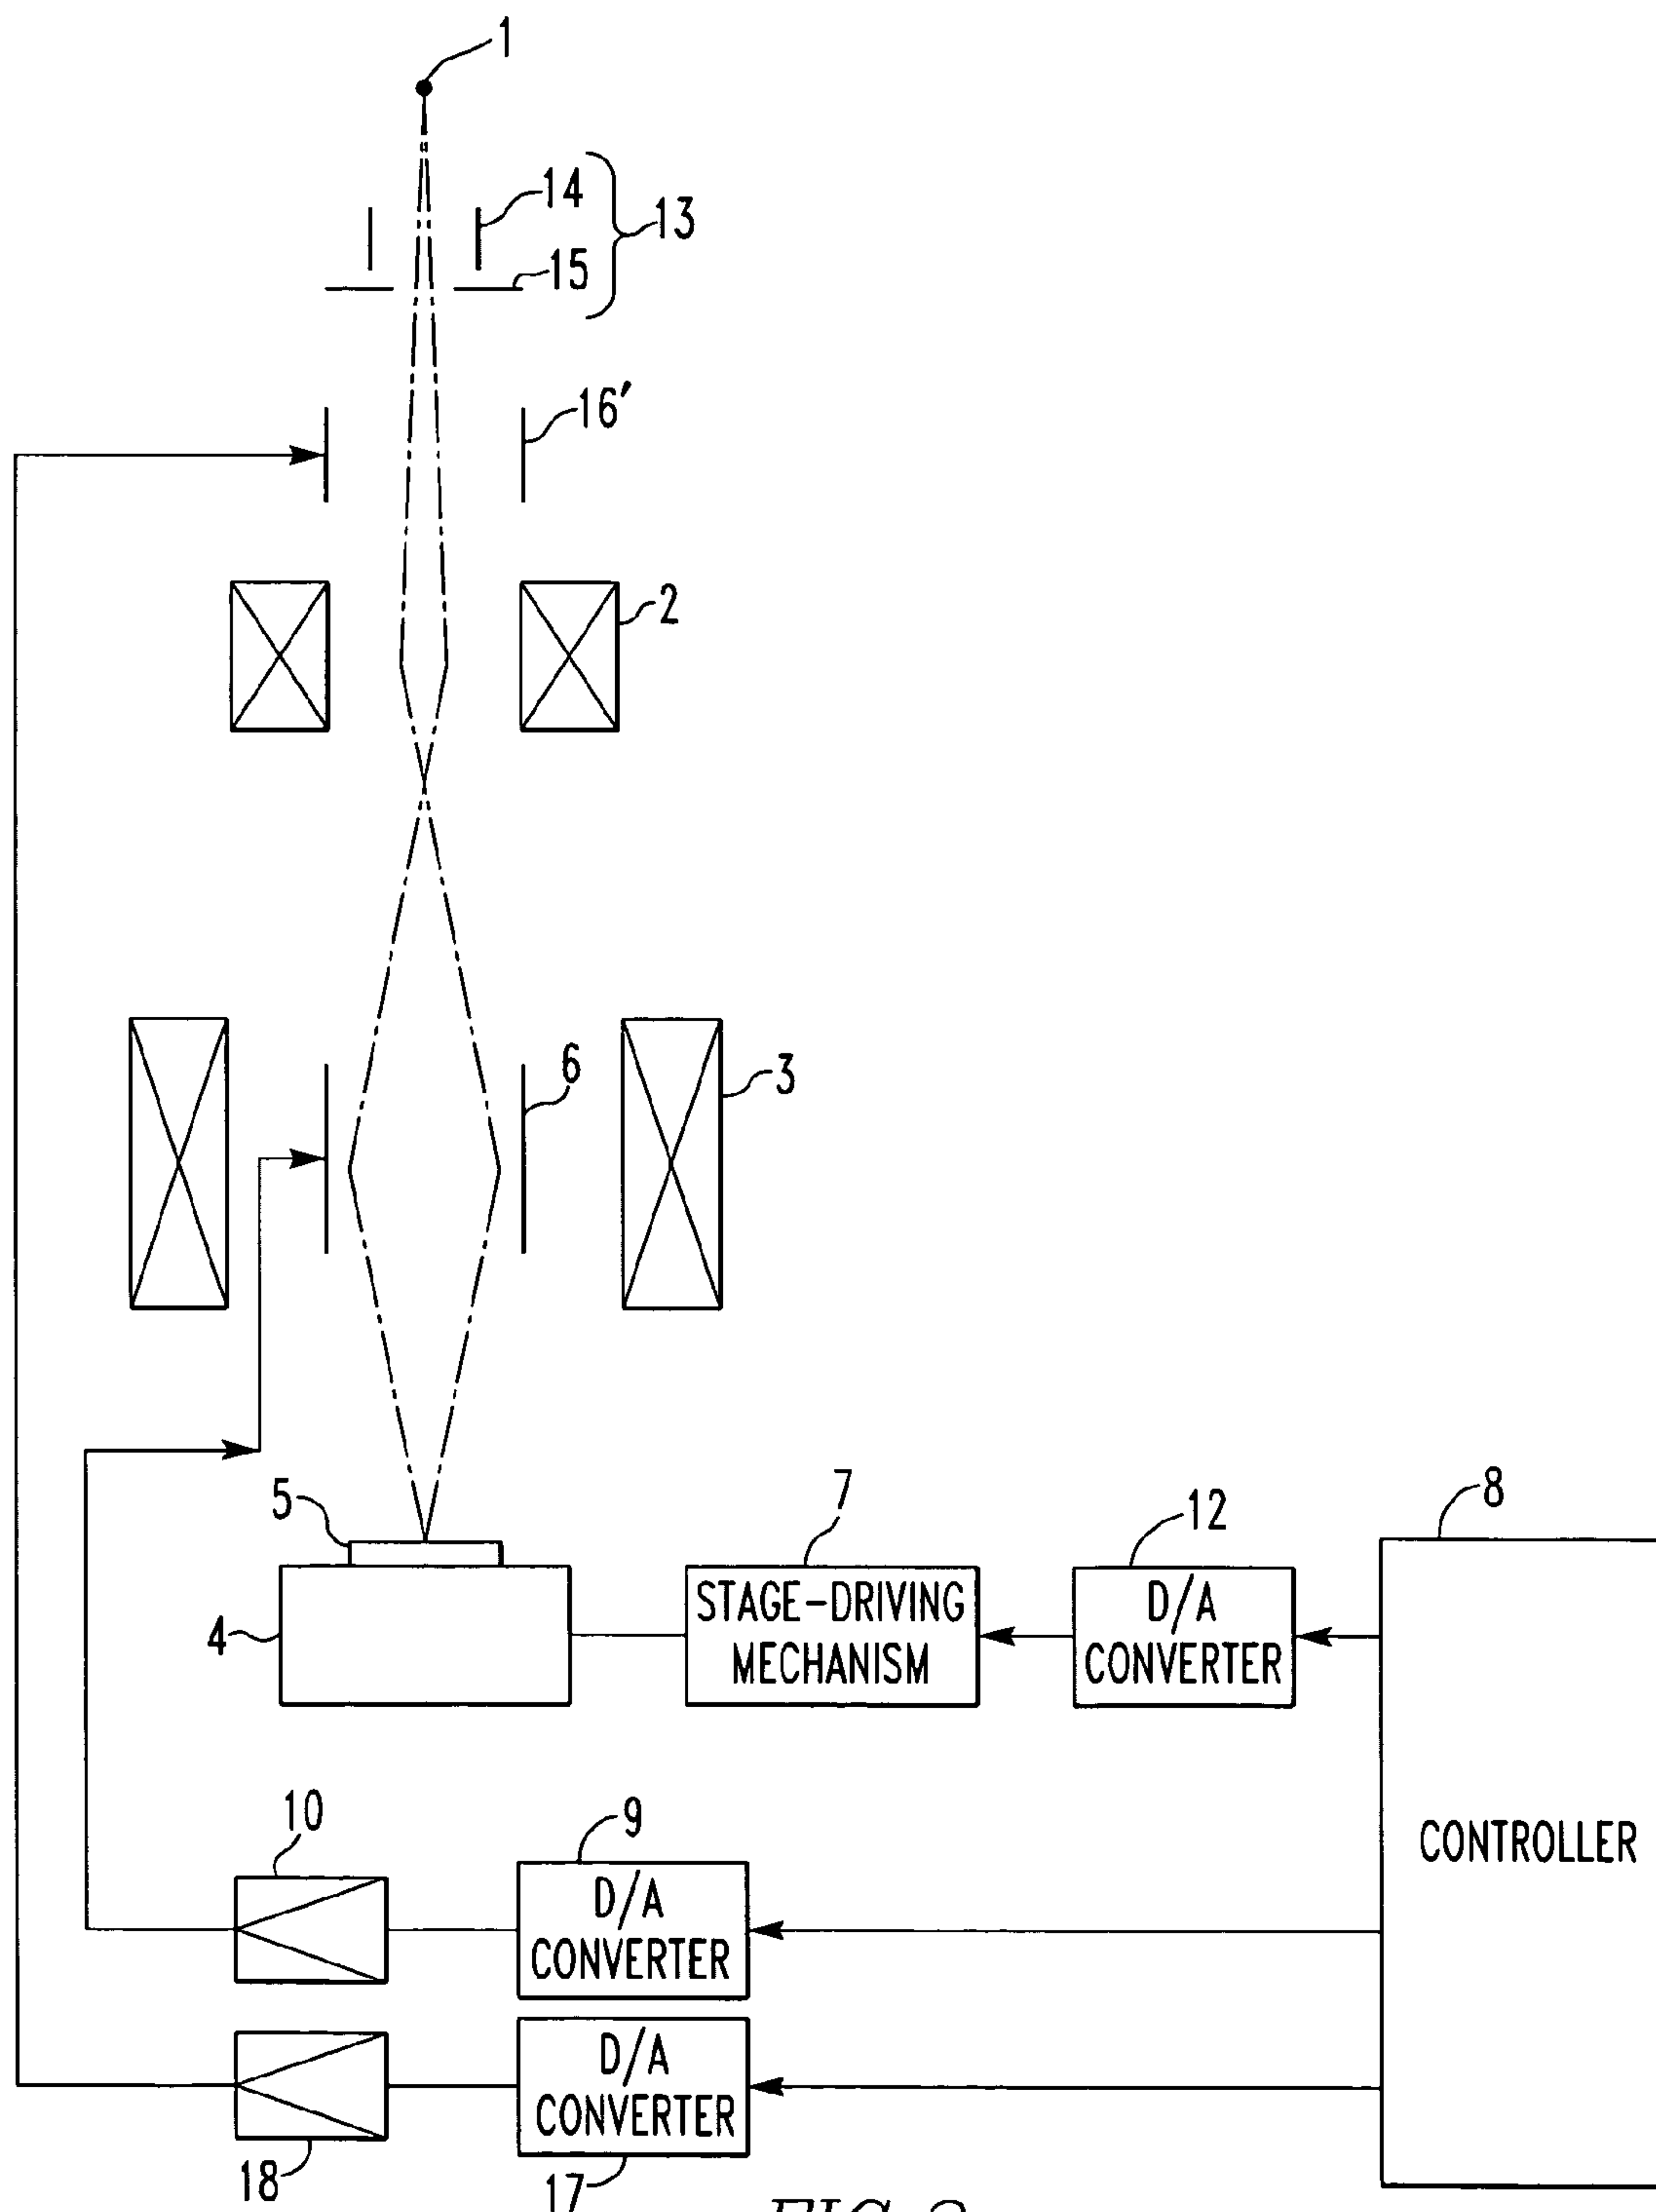 1
14
13
15
16′
2
6
3
5
7
12
8
STAGE-DRIVING
MECHANISM
D/A
CONVERTER
4
CONTROLLER
10
9
D/A
CONVERTER
D/A
CONVERTER
18
17